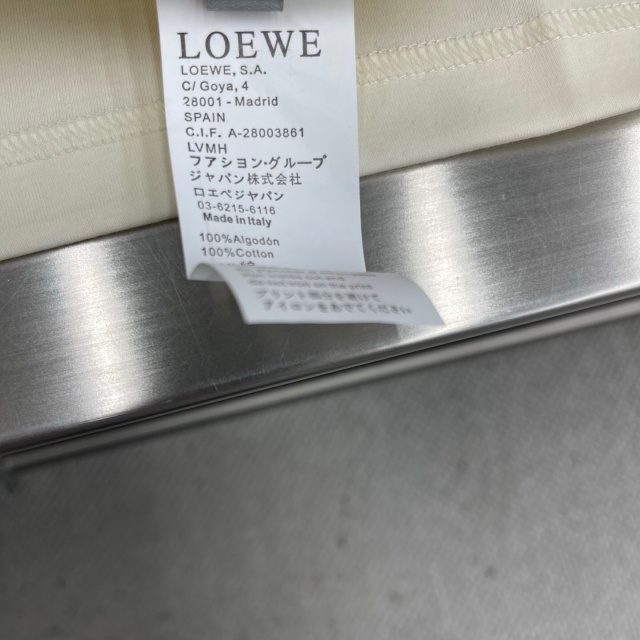 LOEWE
LOEWE, S.A.
C/ Goya, 4
28001 - Madrid
SPAIN
C.I.F. A-28003861
LVMH
ファション・グループ
ジャパン株式会社
ロエベジャパン
03-6215-6116
Made in Italy
100%Algodón
100%Cotton